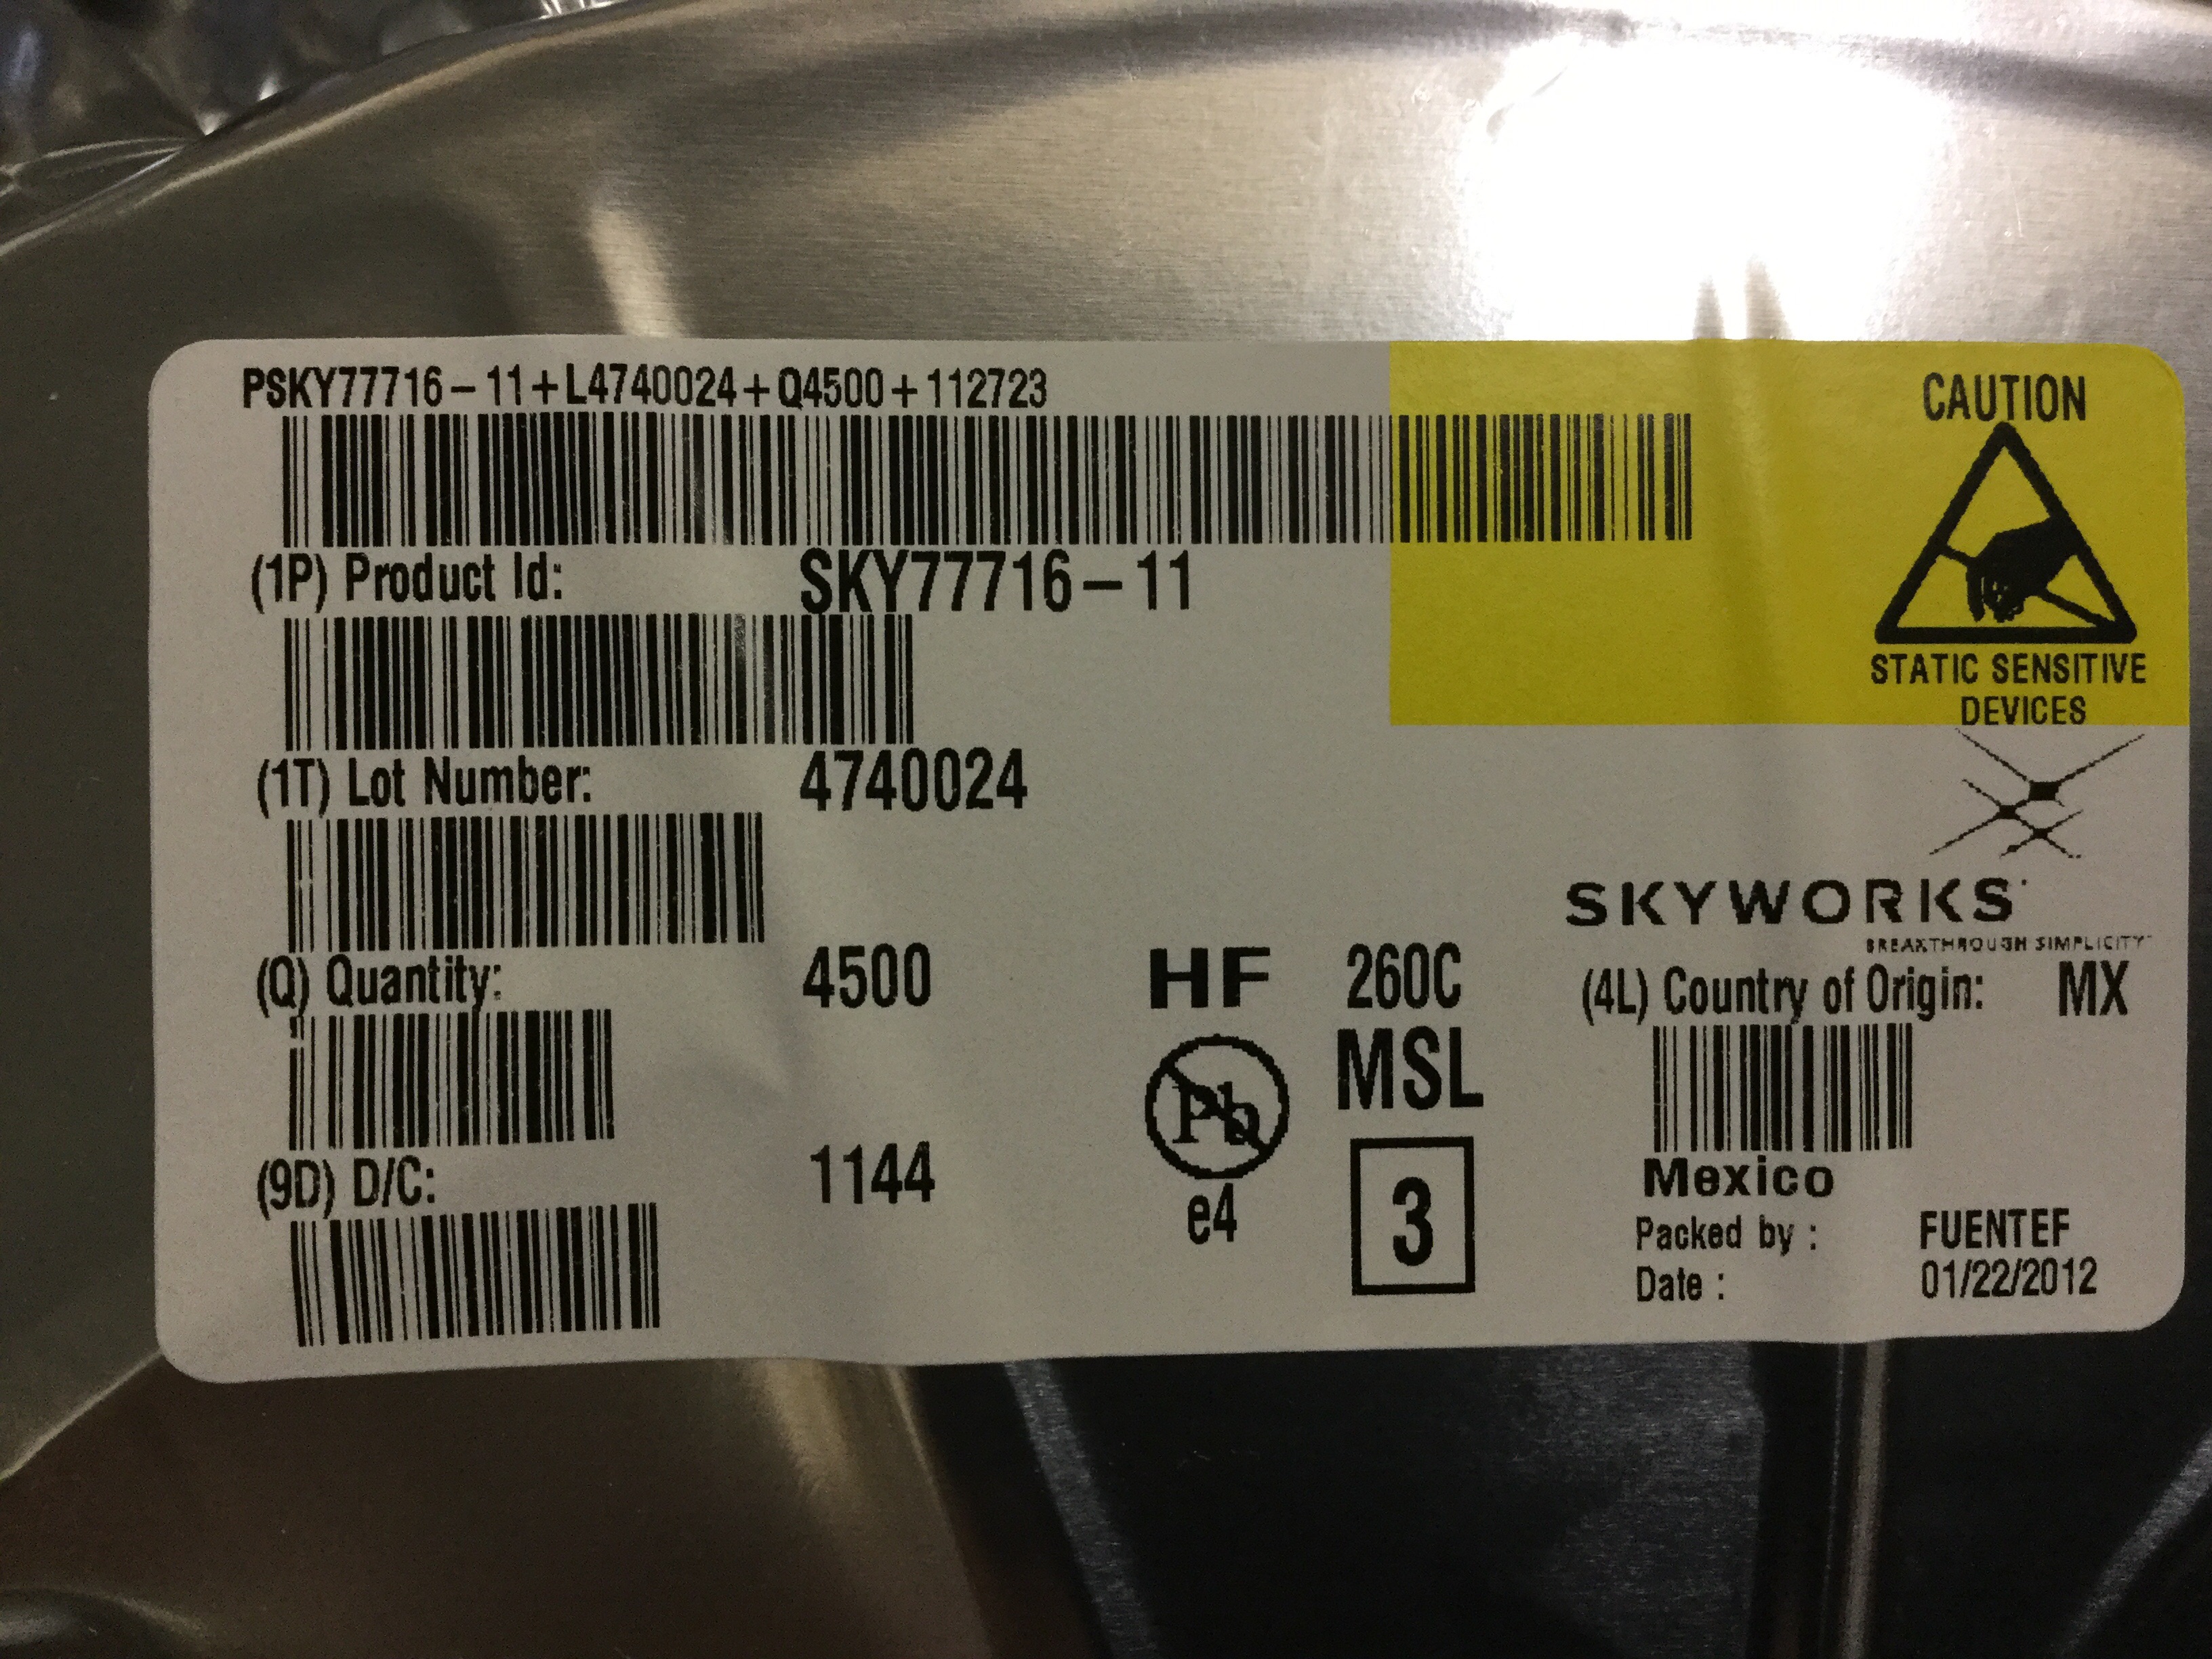 PSKY77716-11+L4740024+Q4500+112723
CAUTION
STATIC SENSITIVE
DEVICES
(1P) Product Id: SKY77716-11
(1T) Lot Number: 4740024
(Q) Quantity: 4500
(9D) D/C: 1144
HF 260C
Pb
e4
MSL
3
SKYWORKS
BREAKTHROUGH SIMPLICITY
(4L) Country of Origin: MX
Mexico
Packed by : FUENTEF
Date : 01/22/2012